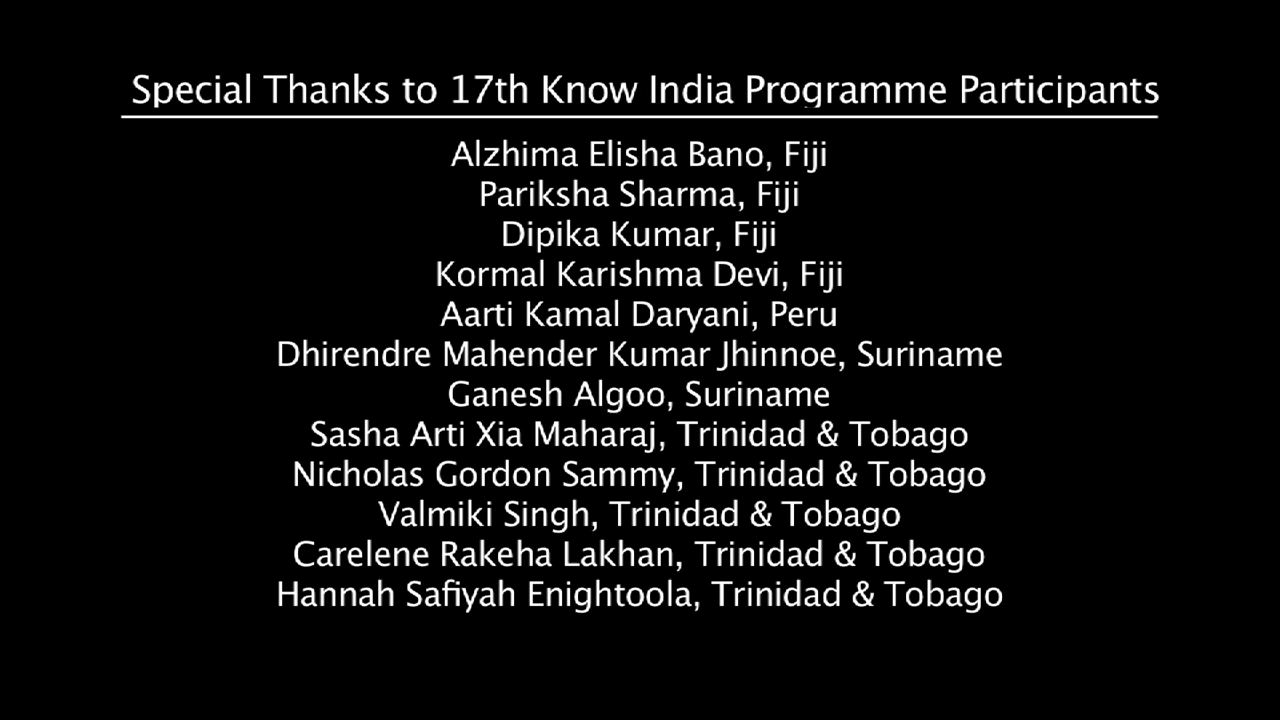 Special Thanks to 17th Know India Programme Participants
Alzhima Elisha Bano, Fiji
Pariksha Sharma, Fiji
Dipika Kumar, Fiji
Kormal Karishma Devi, Fiji
Aarti Kamal Daryani, Peru
Dhirendre Mahender Kumar Jhinnoe, Suriname
Ganesh Algoo, Suriname
Sasha Arti Xia Maharaj, Trinidad & Tobago
Nicholas Gordon Sammy, Trinidad & Tobago
Valmiki Singh, Trinidad & Tobago
Carelene Rakeha Lakhan, Trinidad & Tobago
Hannah Safiyah Enightoola, Trinidad & Tobago